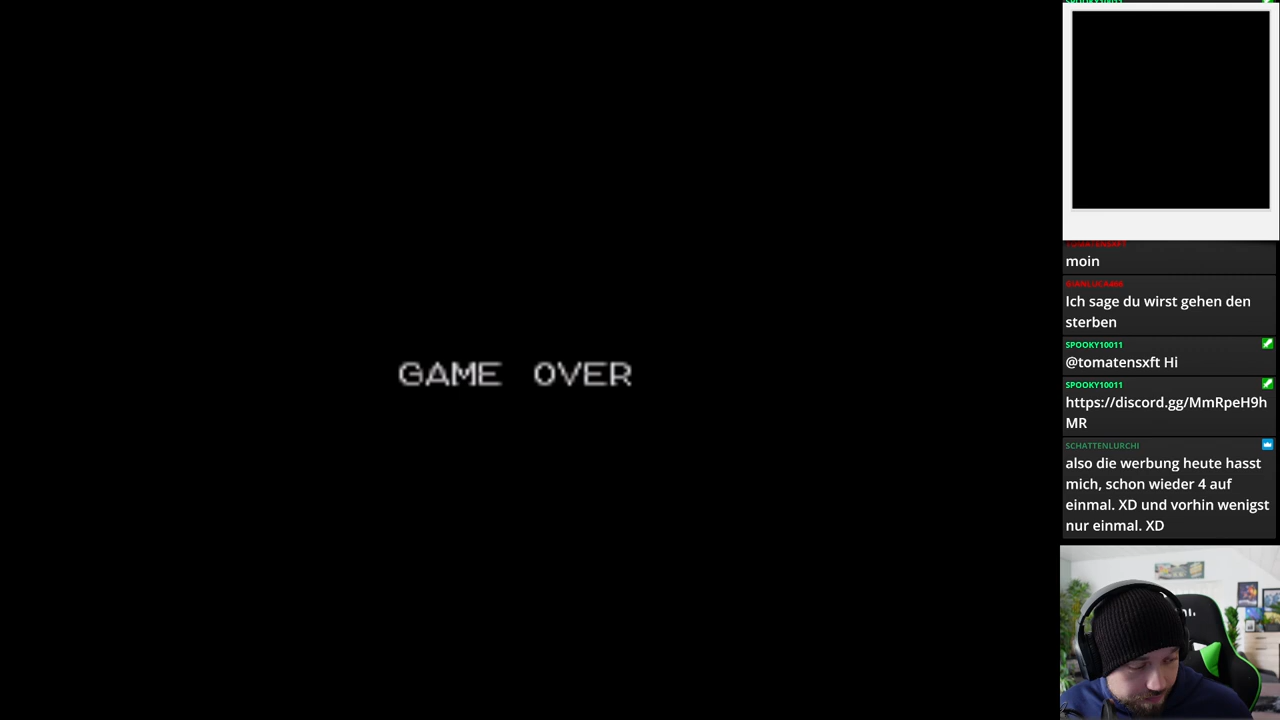 GAME OVER
moin
GIANLUCA466
Ich sage du wirst gehen den
sterben
SPOOKY10011
@tomatensxft Hi
SPOOKY10011
https://discord.gg/MmRpeH9h
MR
SCHATTENLURCHI
also die werbung heute hasst
mich, schon wieder 4 auf
einmal. XD und vorhin wenigst
nur einmal. XD